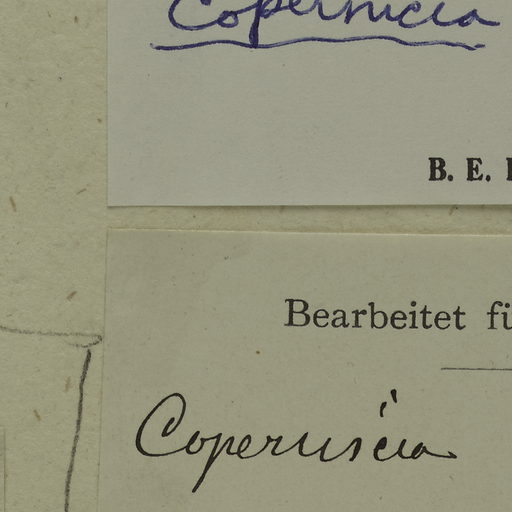 Copernicia
B. E.
Bearbeitet fü
Copernicia